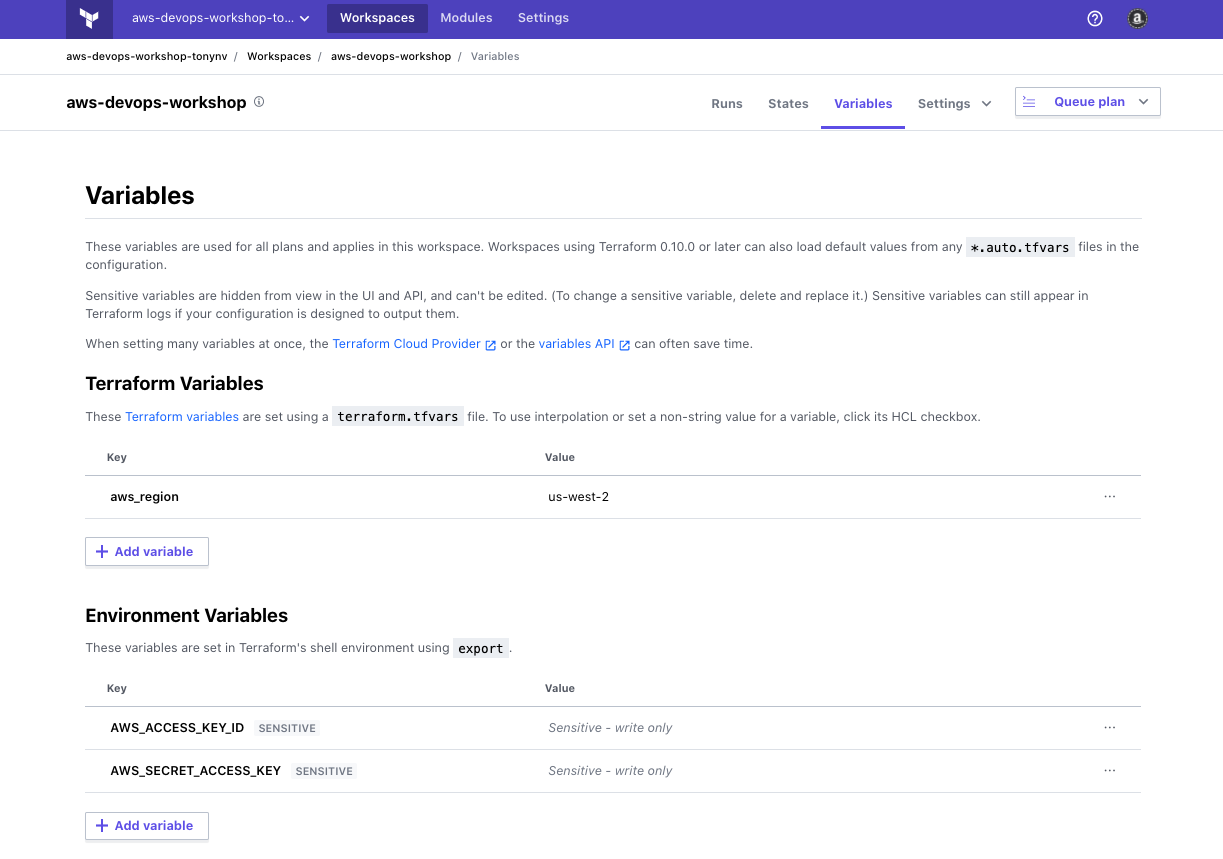 aws-devops-workshop-to... Workspaces Modules Settings
aws-devops-workshop-tonynv / Workspaces / aws-devops-workshop / Variables
aws-devops-workshop Runs States Variables Settings Queue plan
Variables
These variables are used for all plans and applies in this workspace. Workspaces using Terraform 0.10.0 or later can also load default values from any *.auto.tfvars files in the
configuration.
Sensitive variables are hidden from view in the UI and API, and can't be edited. (To change a sensitive variable, delete and replace it.) Sensitive variables can still appear in
Terraform logs if your configuration is designed to output them.
When setting many variables at once, the Terraform Cloud Provider or the variables API can often save time.
Terraform Variables
These Terraform variables are set using a terraform.tfvars file. To use interpolation or set a non-string value for a variable, click its HCL checkbox.
Key Value
aws_region us-west-2 ...
+ Add variable
Environment Variables
These variables are set in Terraform's shell environment using export.
Key Value
AWS_ACCESS_KEY_ID SENSITIVE Sensitive - write only ...
AWS_SECRET_ACCESS_KEY SENSITIVE Sensitive - write only ...
+ Add variable